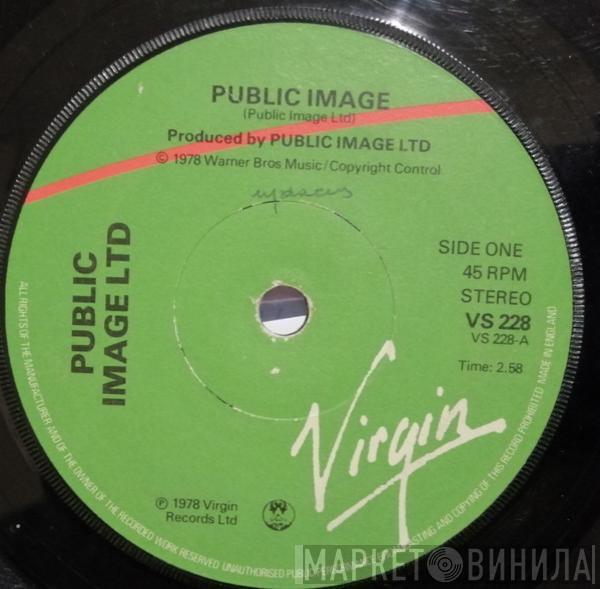 PUBLIC IMAGE
(Public Image Ltd)
Produced by PUBLIC IMAGE LTD
© 1978 Warner Bros Music/Copyright Control
PUBLIC
IMAGE LTD
SIDE ONE
45 RPM
STEREO
VS 228
VS 228-A
Time: 2.58
Virgin
℗ 1978 Virgin
Records Ltd
ALL RIGHTS OF THE MANUFACTURER AND OF THE OWNER OF THE RECORDED WORK RESERVED UNAUTHORISED PUBLIC CASTING AND COPYING OF THIS RECORD PROHIBITED MADE IN ENGLAND
МАРКЕТ ВИНИЛА